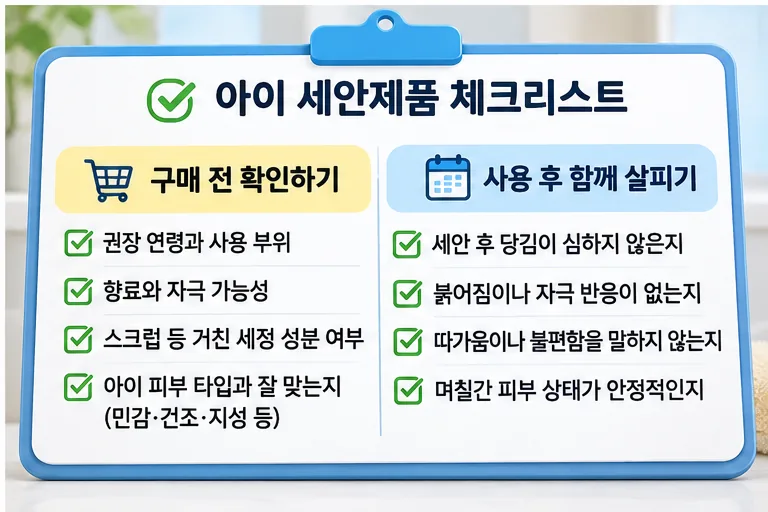 아이 세안제품 체크리스트
구매 전 확인하기
권장 연령과 사용 부위
향료와 자극 가능성
스크럽 등 거친 세정 성분 여부
아이 피부 타입과 잘 맞는지
(민감·건조·지성 등)
사용 후 함께 살피기
세안 후 당김이 심하지 않은지
붉어짐이나 자극 반응이 없는지
따가움이나 불편함을 말하지 않는지
며칠간 피부 상태가 안정적인지